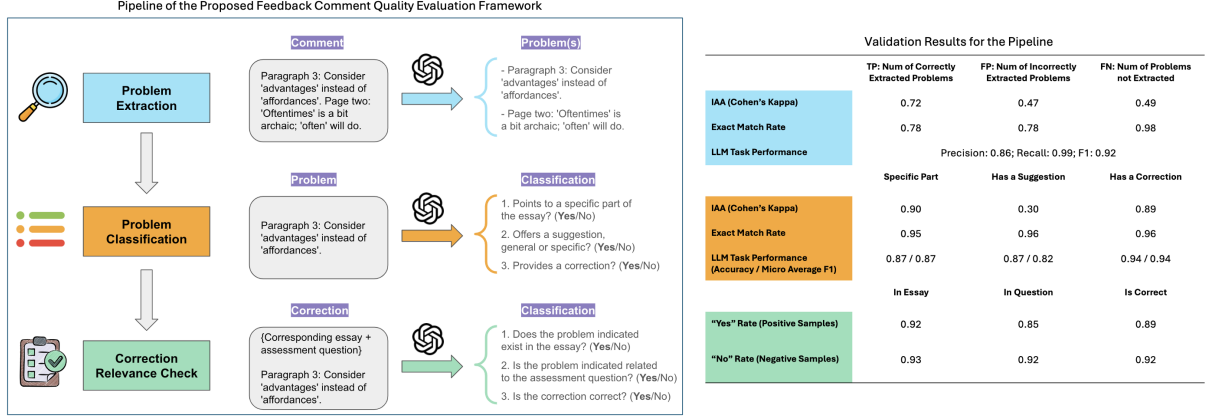 Pipeline of the Proposed Feedback Comment Quality Evaluation Framework
Problem
Extraction
Comment
Paragraph 3: Consider
'advantages' instead of
'affordances'. Page two:
'Oftentimes' is a bit
archaic; 'often' will do.
Problem(s)
- Paragraph 3: Consider
'advantages' instead of
'affordances'.
- Page two: 'Oftentimes' is
a bit archaic; 'often' will do.
Problem
Classification
Problem
Paragraph 3: Consider
'advantages' instead of
'affordances'.
Classification
1. Points to a specific part of
the essay? (Yes/No)
2. Offers a suggestion,
general or specific? (Yes/No)
3. Provides a correction? (Yes/No)
Correction
Relevance Check
Correction
{Corresponding essay +
assessment question}
Paragraph 3: Consider
'advantages' instead of
'affordances'.
Classification
1. Does the problem indicated
exist in the essay? (Yes/No)
2. Is the problem indicated related
to the assessment question? (Yes/No)
3. Is the correction correct? (Yes/No)
Validation Results for the Pipeline
TP: Num of Correctly
Extracted Problems
FP: Num of Incorrectly
Extracted Problems
FN: Num of Problems
not Extracted
IAA (Cohen's Kappa) 0.72 0.47 0.49
Exact Match Rate 0.78 0.78 0.98
LLM Task Performance Precision: 0.86; Recall: 0.99; F1: 0.92
Specific Part Has a Suggestion Has a Correction
IAA (Cohen's Kappa) 0.90 0.30 0.89
Exact Match Rate 0.95 0.96 0.96
LLM Task Performance
(Accuracy / Micro Average F1) 0.87 / 0.87 0.87 / 0.82 0.94 / 0.94
In Essay In Question Is Correct
"Yes" Rate (Positive Samples) 0.92 0.85 0.89
"No" Rate (Negative Samples) 0.93 0.92 0.92